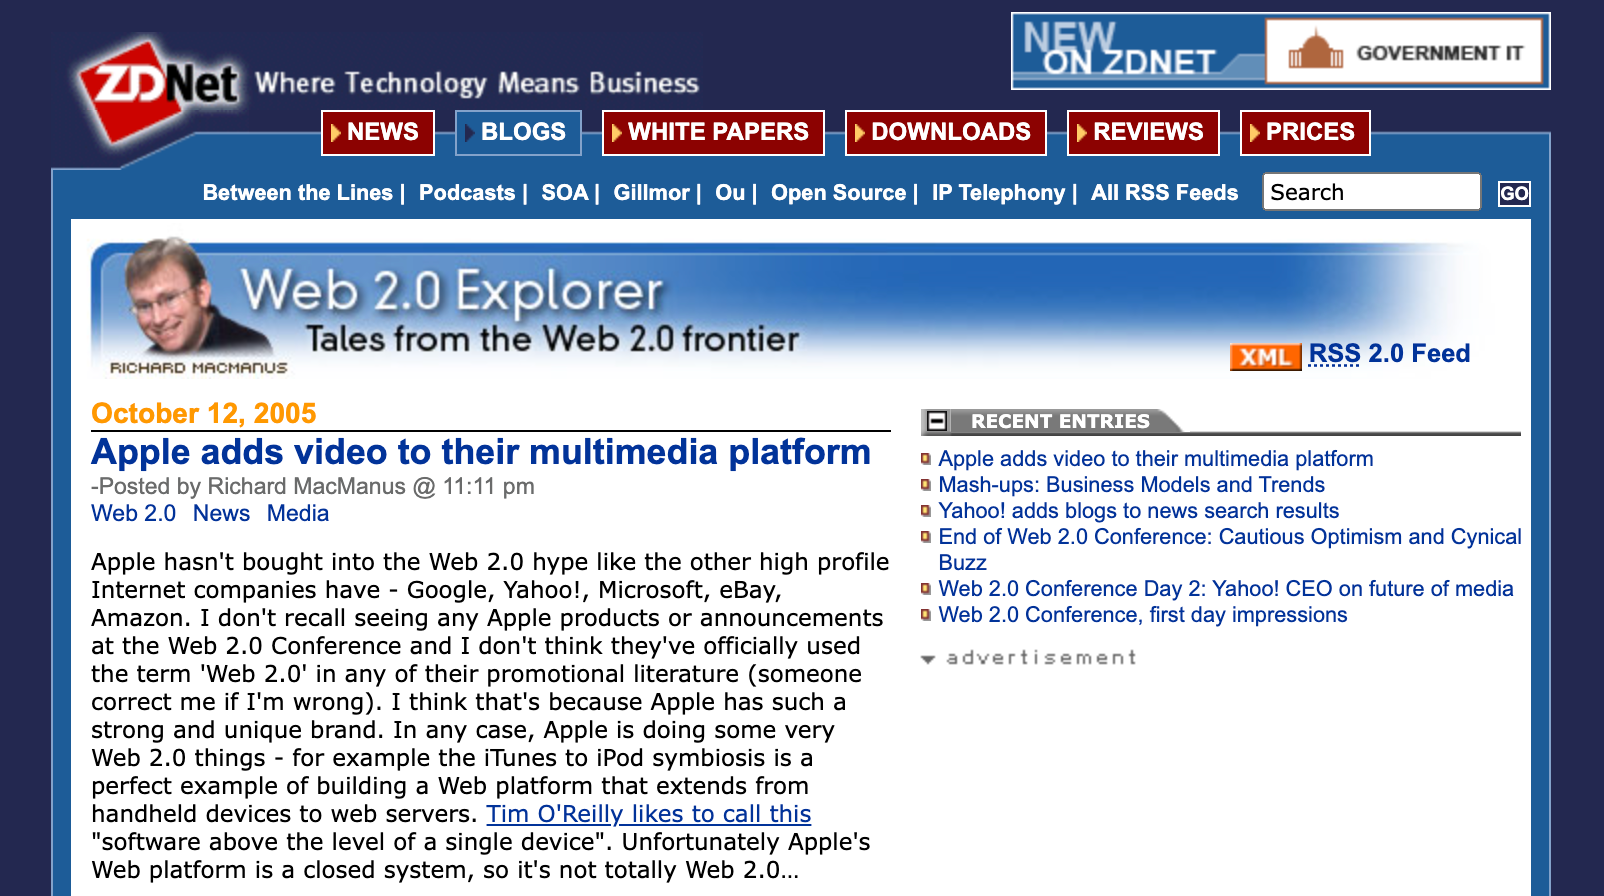 ZDNet Where Technology Means Business
NEW
ON ZDNET
GOVERNMENT IT
NEWS
BLOGS
WHITE PAPERS
DOWNLOADS
REVIEWS
PRICES
Between the Lines | Podcasts | SOA | Gillmor | Ou | Open Source | IP Telephony | All RSS Feeds
Search
GO
Web 2.0 Explorer
Tales from the Web 2.0 frontier
RICHARD MACMANUS
XML RSS 2.0 Feed
October 12, 2005
Apple adds video to their multimedia platform
-Posted by Richard MacManus @ 11:11 pm
Web 2.0 News Media
Apple hasn't bought into the Web 2.0 hype like the other high profile
Internet companies have - Google, Yahoo!, Microsoft, eBay,
Amazon. I don't recall seeing any Apple products or announcements
at the Web 2.0 Conference and I don't think they've officially used
the term 'Web 2.0' in any of their promotional literature (someone
correct me if I'm wrong). I think that's because Apple has such a
strong and unique brand. In any case, Apple is doing some very
Web 2.0 things - for example the iTunes to iPod symbiosis is a
perfect example of building a Web platform that extends from
handheld devices to web servers. Tim O'Reilly likes to call this
"software above the level of a single device". Unfortunately Apple's
Web platform is a closed system, so it's not totally Web 2.0...
RECENT ENTRIES
Apple adds video to their multimedia platform
Mash-ups: Business Models and Trends
Yahoo! adds blogs to news search results
End of Web 2.0 Conference: Cautious Optimism and Cynical
Buzz
Web 2.0 Conference Day 2: Yahoo! CEO on future of media
Web 2.0 Conference, first day impressions
advertisement